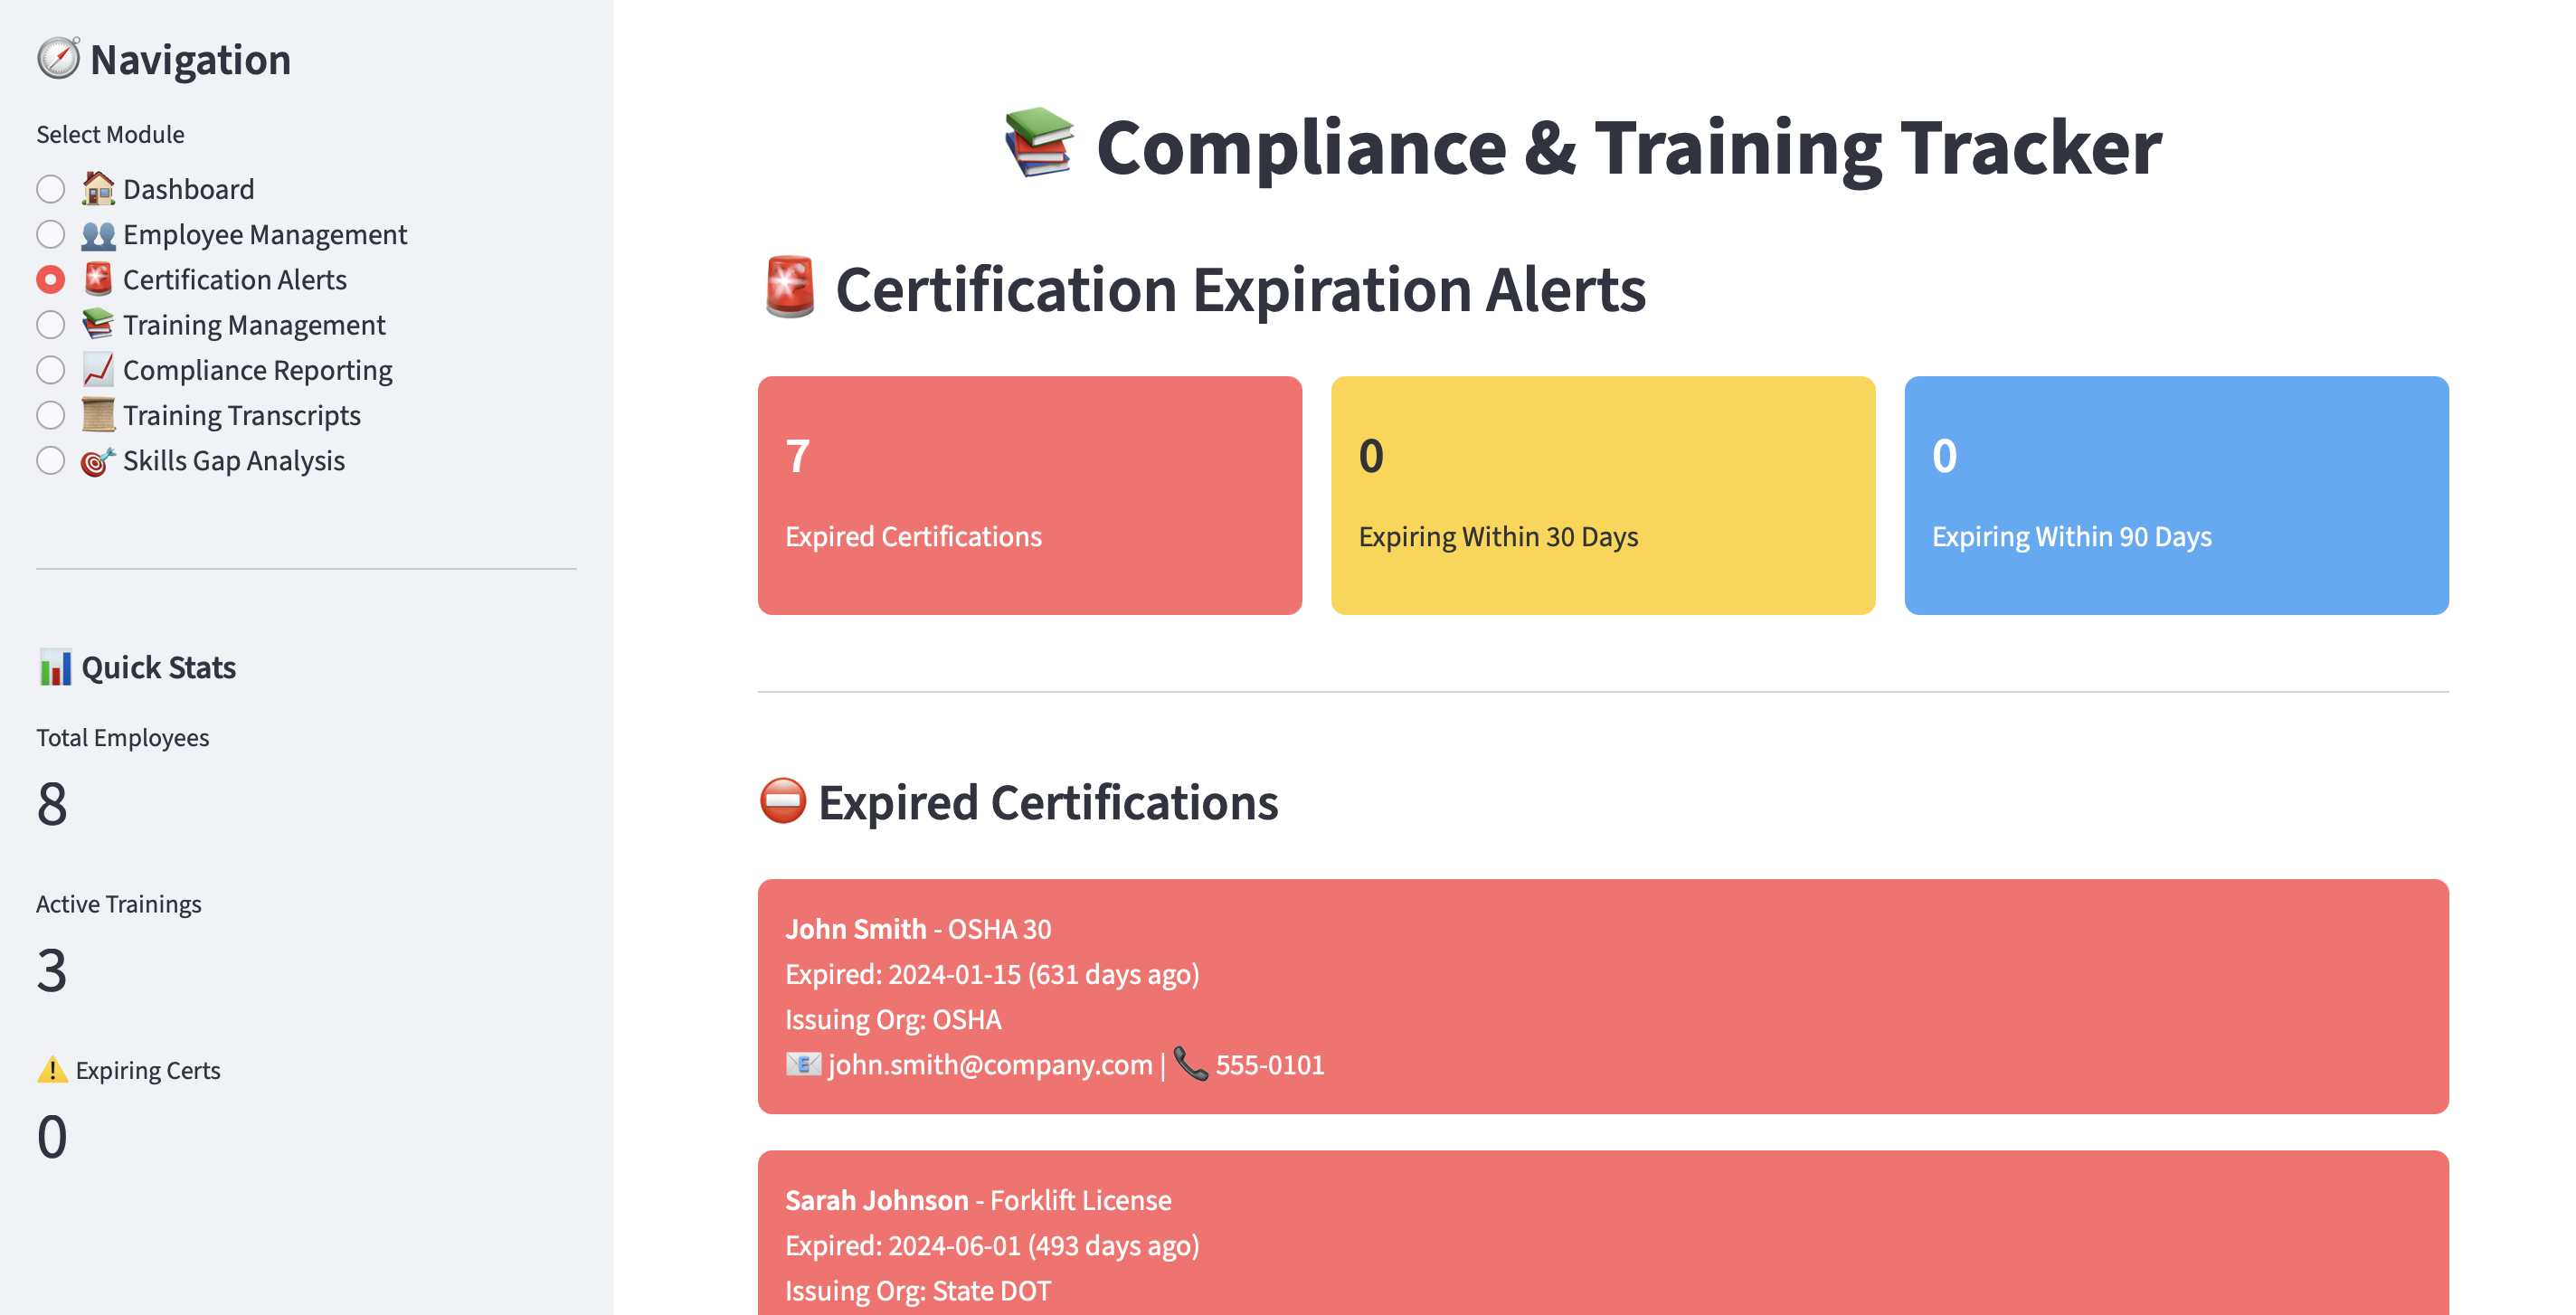 Navigation
Select Module
Dashboard
Employee Management
Certification Alerts
Training Management
Compliance Reporting
Training Transcripts
Skills Gap Analysis
Quick Stats
Total Employees
8
Active Trainings
3
Expiring Certs
0
Compliance & Training Tracker
Certification Expiration Alerts
7
Expired Certifications
0
Expiring Within 30 Days
0
Expiring Within 90 Days
Expired Certifications
John Smith - OSHA 30
Expired: 2024-01-15 (631 days ago)
Issuing Org: OSHA
john.smith@company.com | 555-0101
Sarah Johnson - Forklift License
Expired: 2024-06-01 (493 days ago)
Issuing Org: State DOT